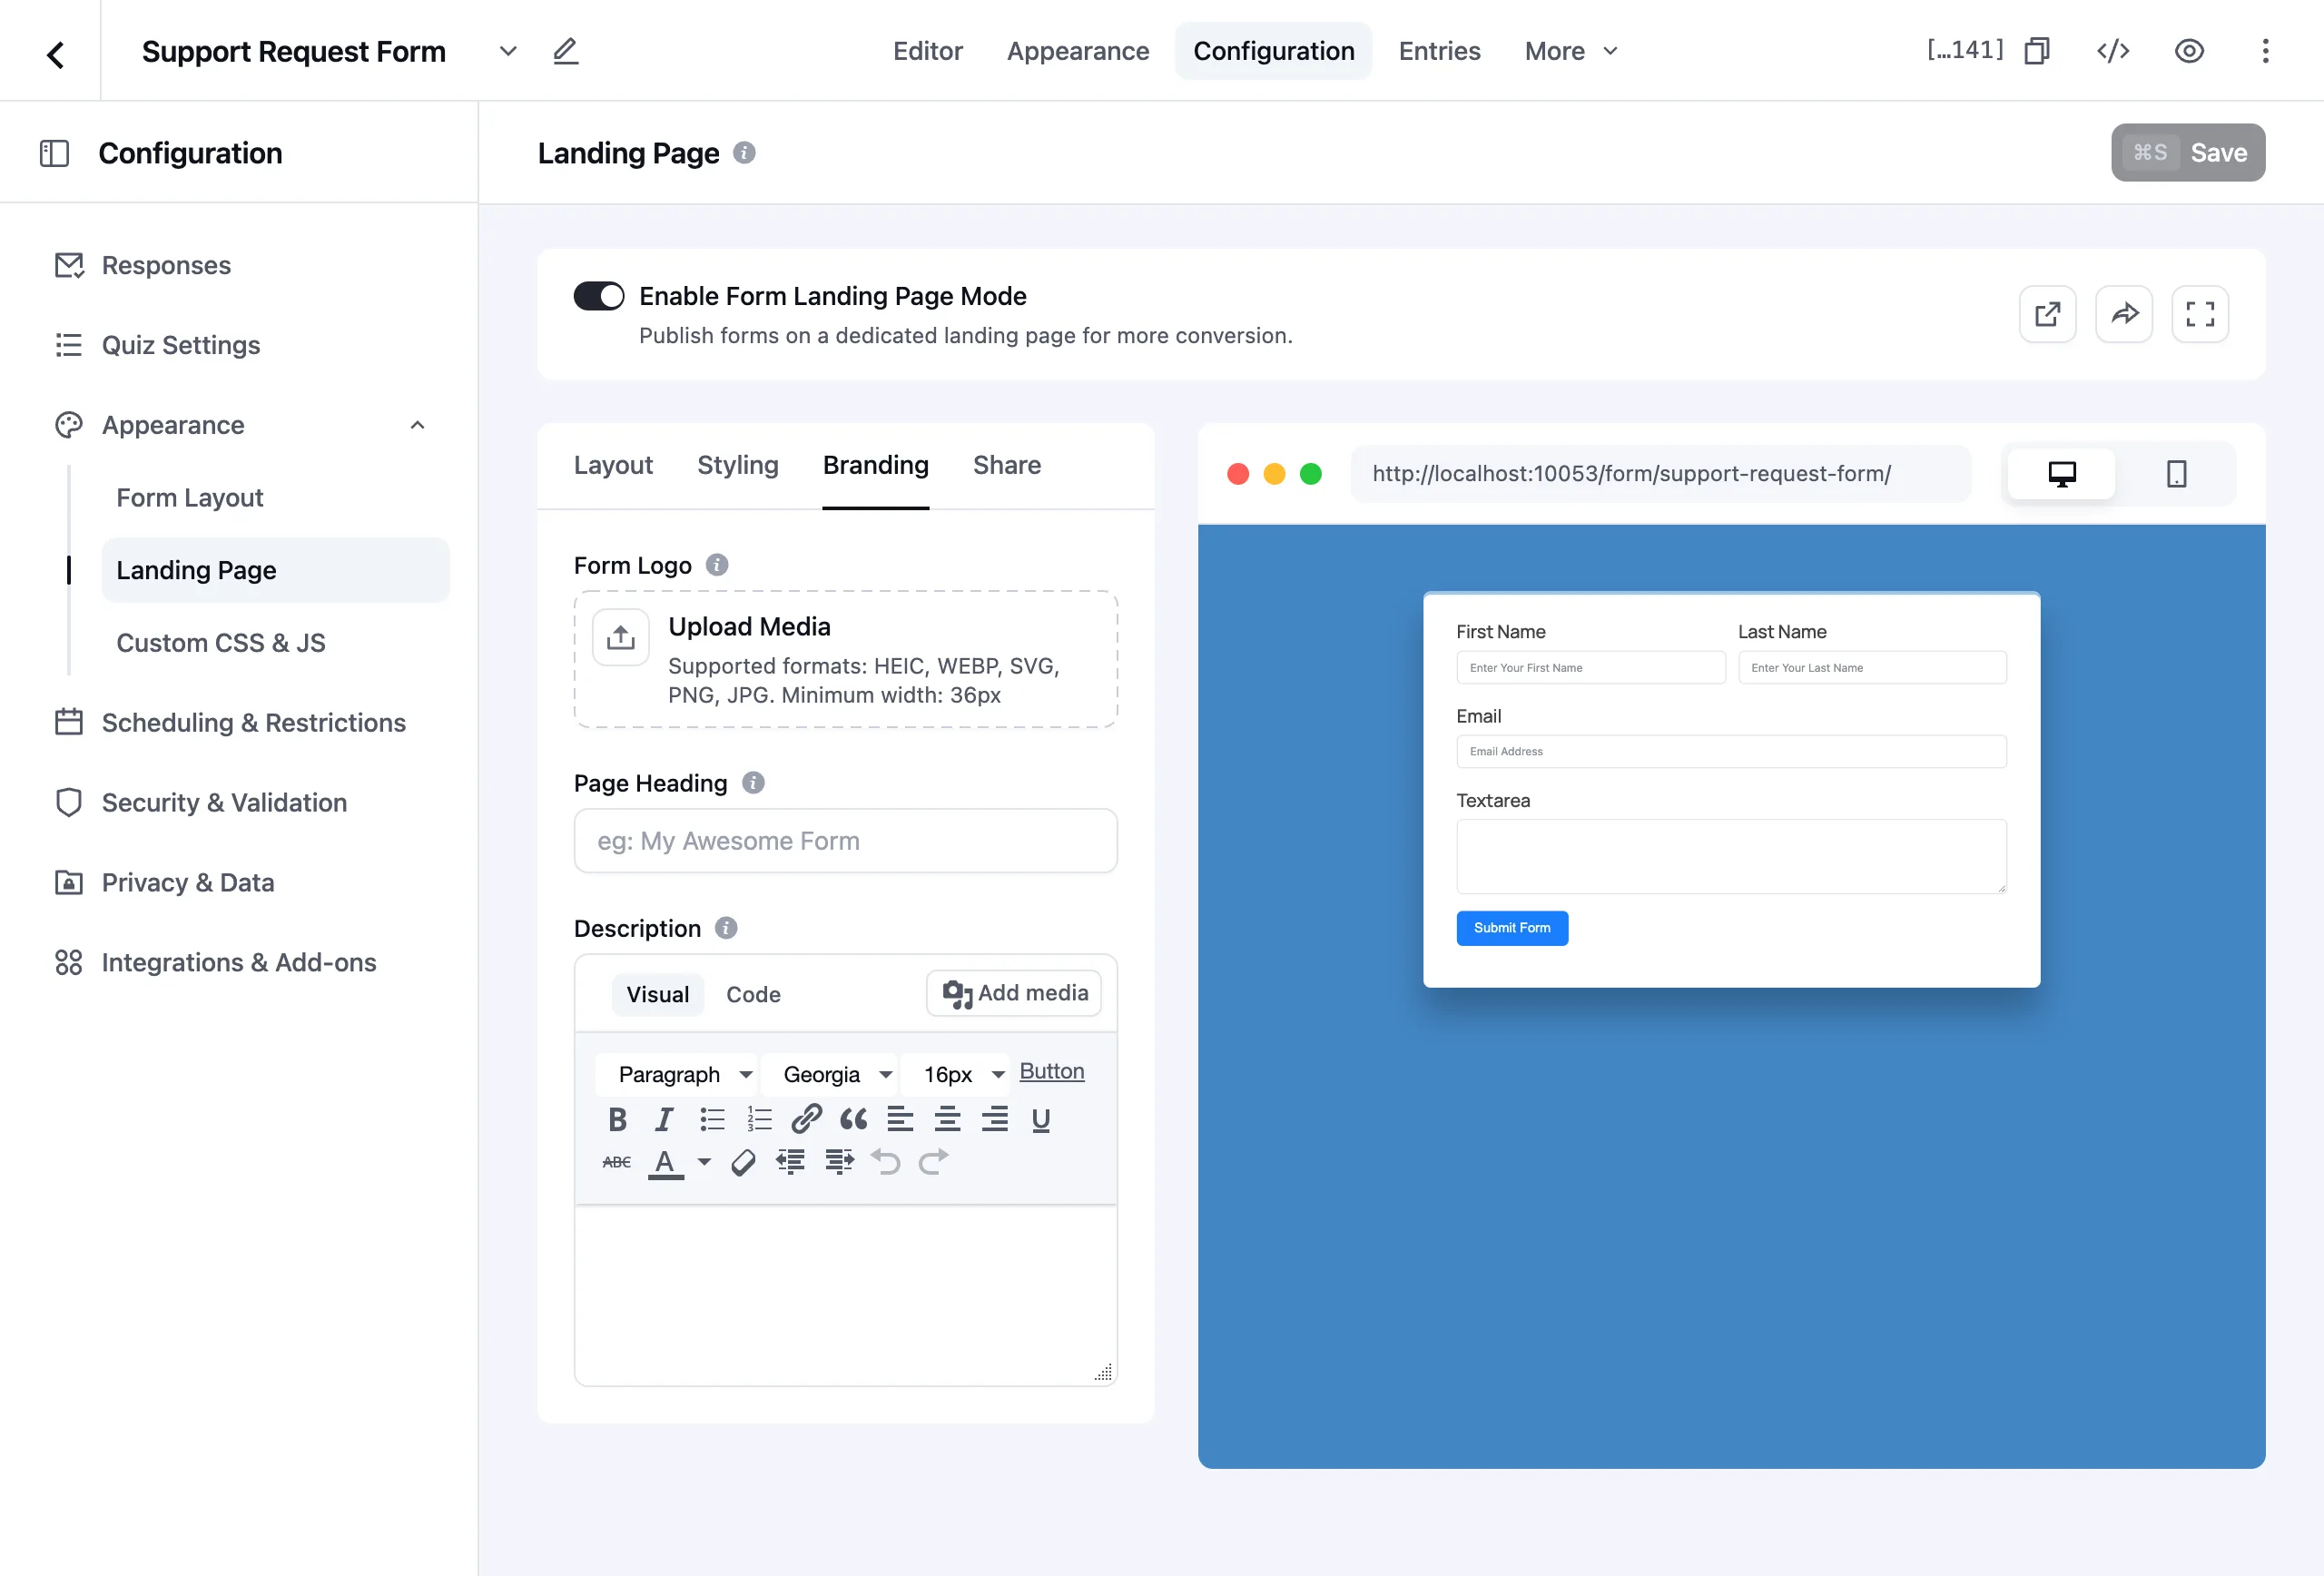 Support Request Form
Editor
Appearance
Configuration
Entries
More
[...141]
Configuration
Landing Page
⌘S Save
Responses
Quiz Settings
Appearance
Form Layout
Landing Page
Custom CSS & JS
Scheduling & Restrictions
Security & Validation
Privacy & Data
Integrations & Add-ons
Enable Form Landing Page Mode
Publish forms on a dedicated landing page for more conversion.
Layout
Styling
Branding
Share
Form Logo
Upload Media
Supported formats: HEIC, WEBP, SVG,
PNG, JPG. Minimum width: 36px
Page Heading
eg: My Awesome Form
Description
Visual
Code
Add media
Paragraph
Georgia
16px
Button
B I U
ABC A
http://localhost:10053/form/support-request-form/
First Name
Last Name
Enter Your First Name
Enter Your Last Name
Email
Email Address
Textarea
Submit Form